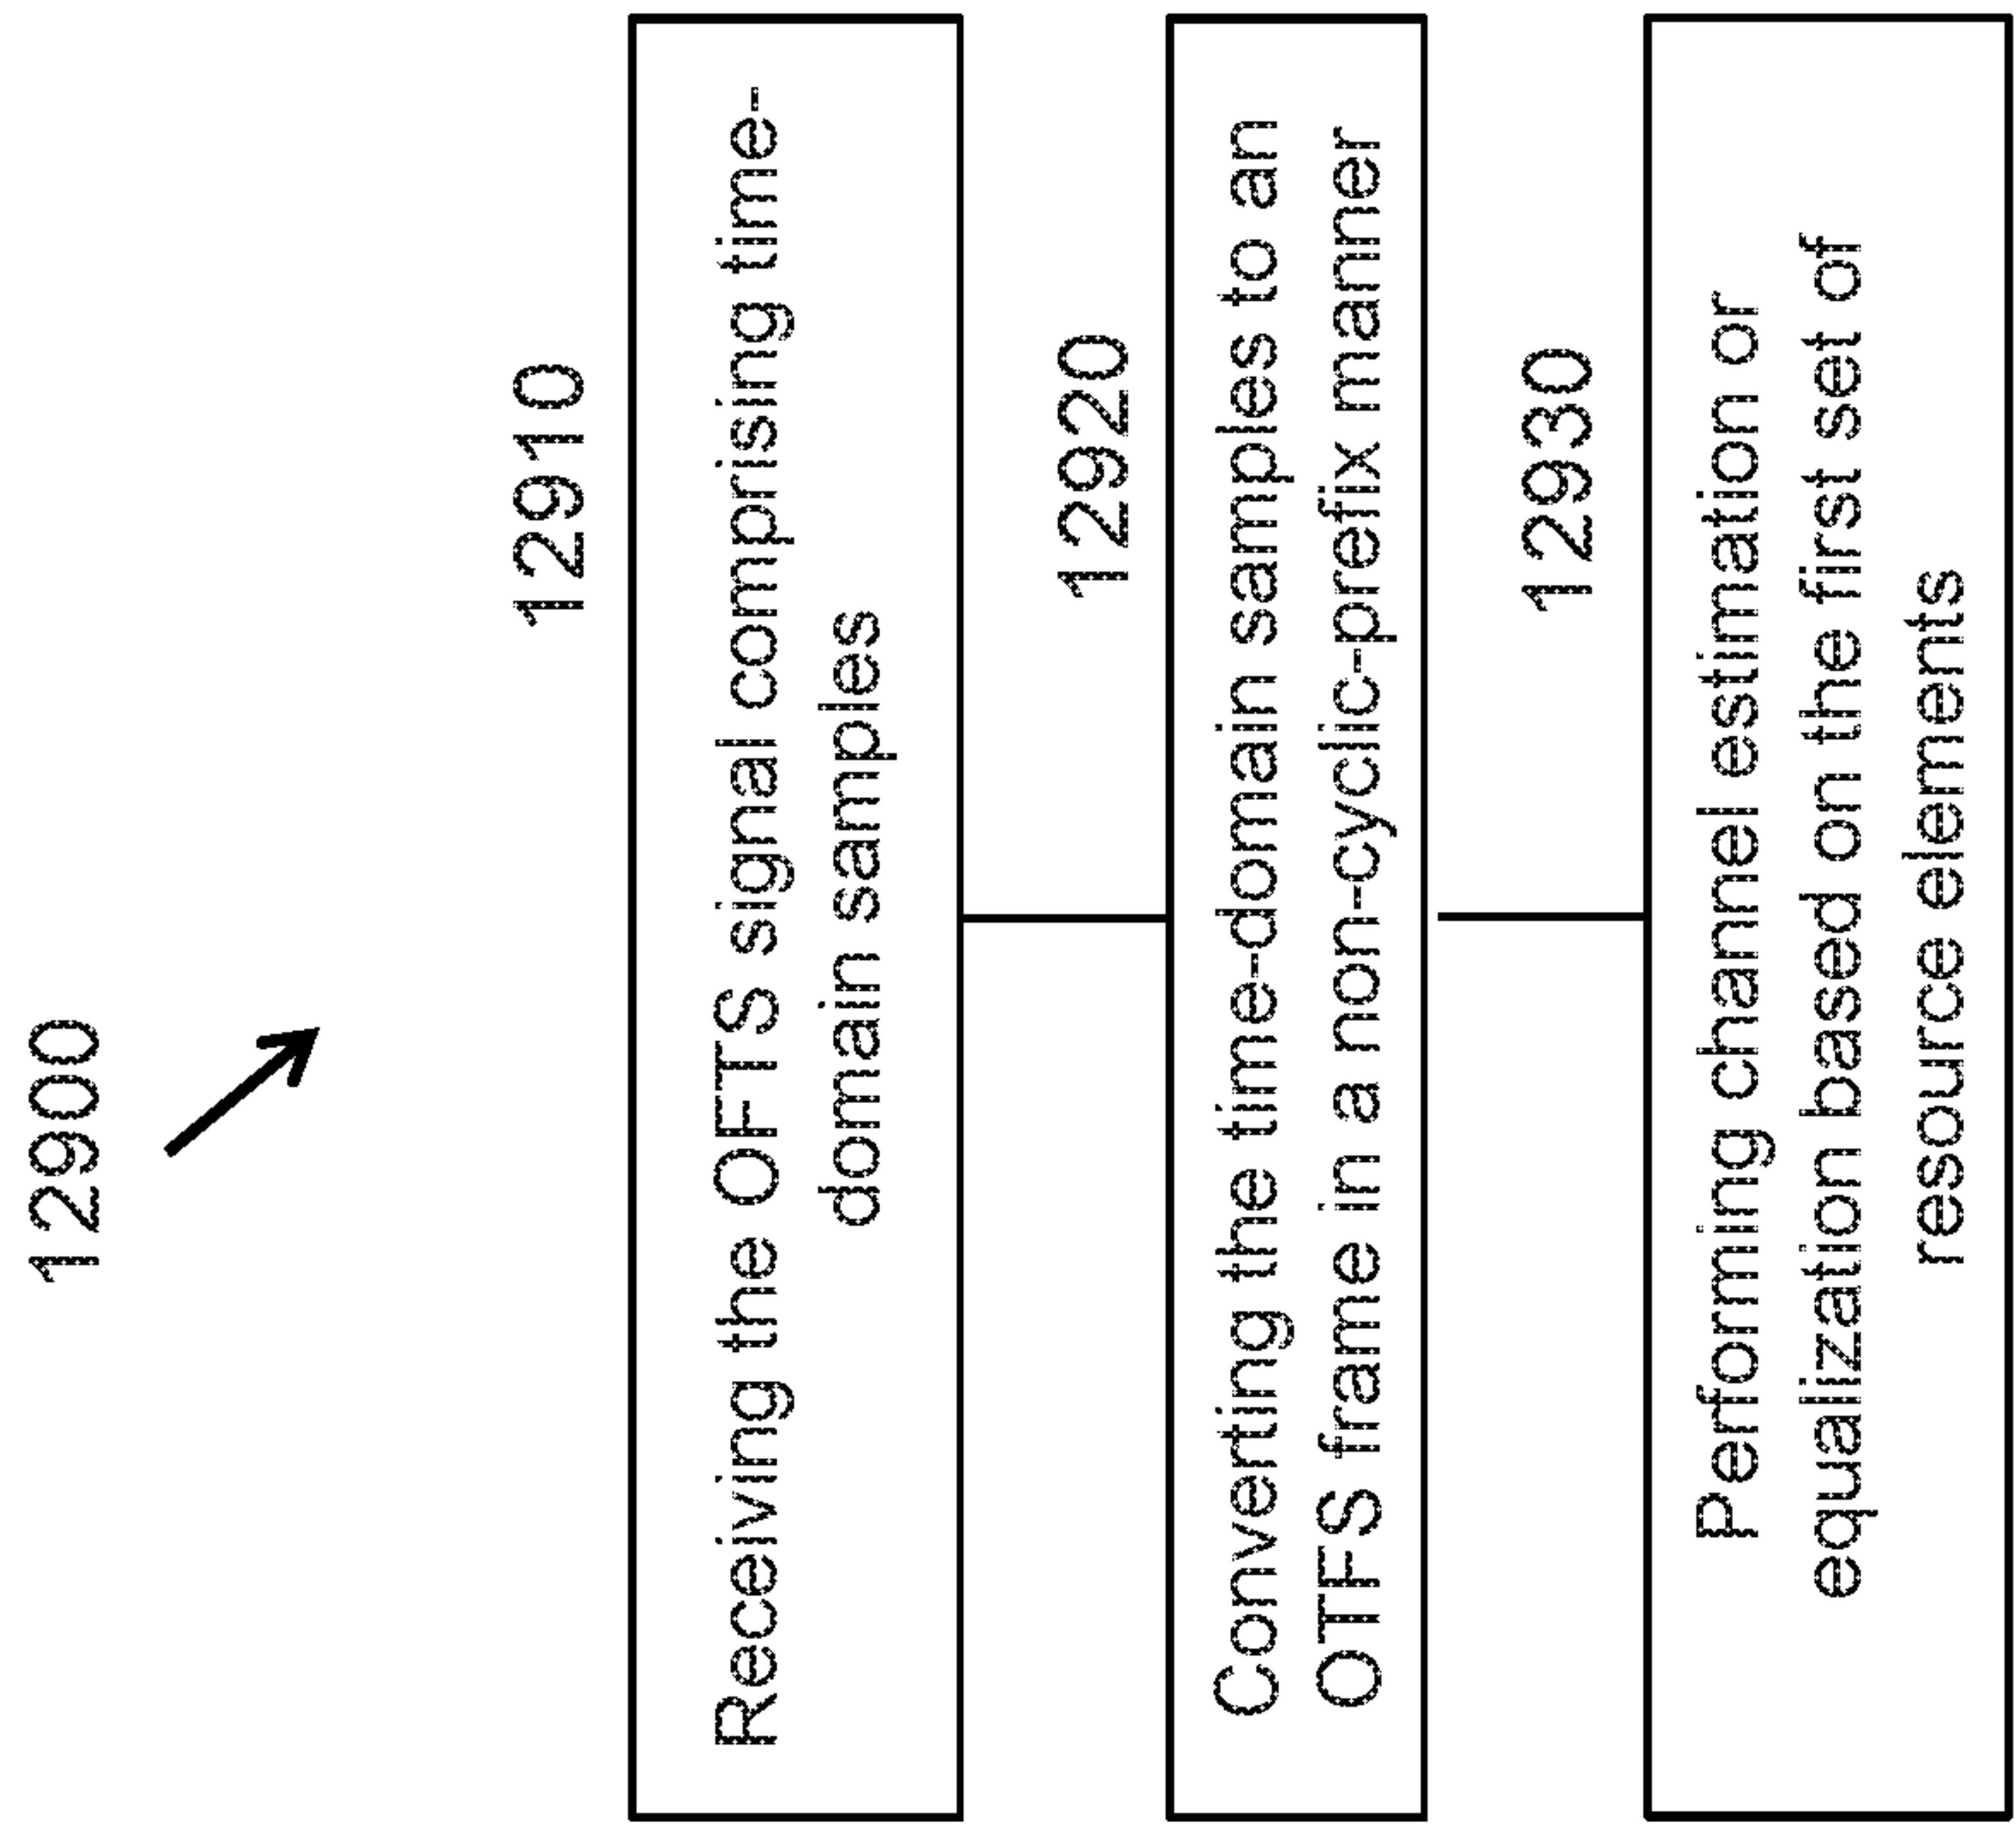 12900
12910
Receiving the OFTS signal comprising time-
domain samples
12920
Converting the time-domain samples to an
OTFS frame in a non-cyclic-prefix manner
12930
Performing channel estimation or
equalization based on the first set of
resource elements